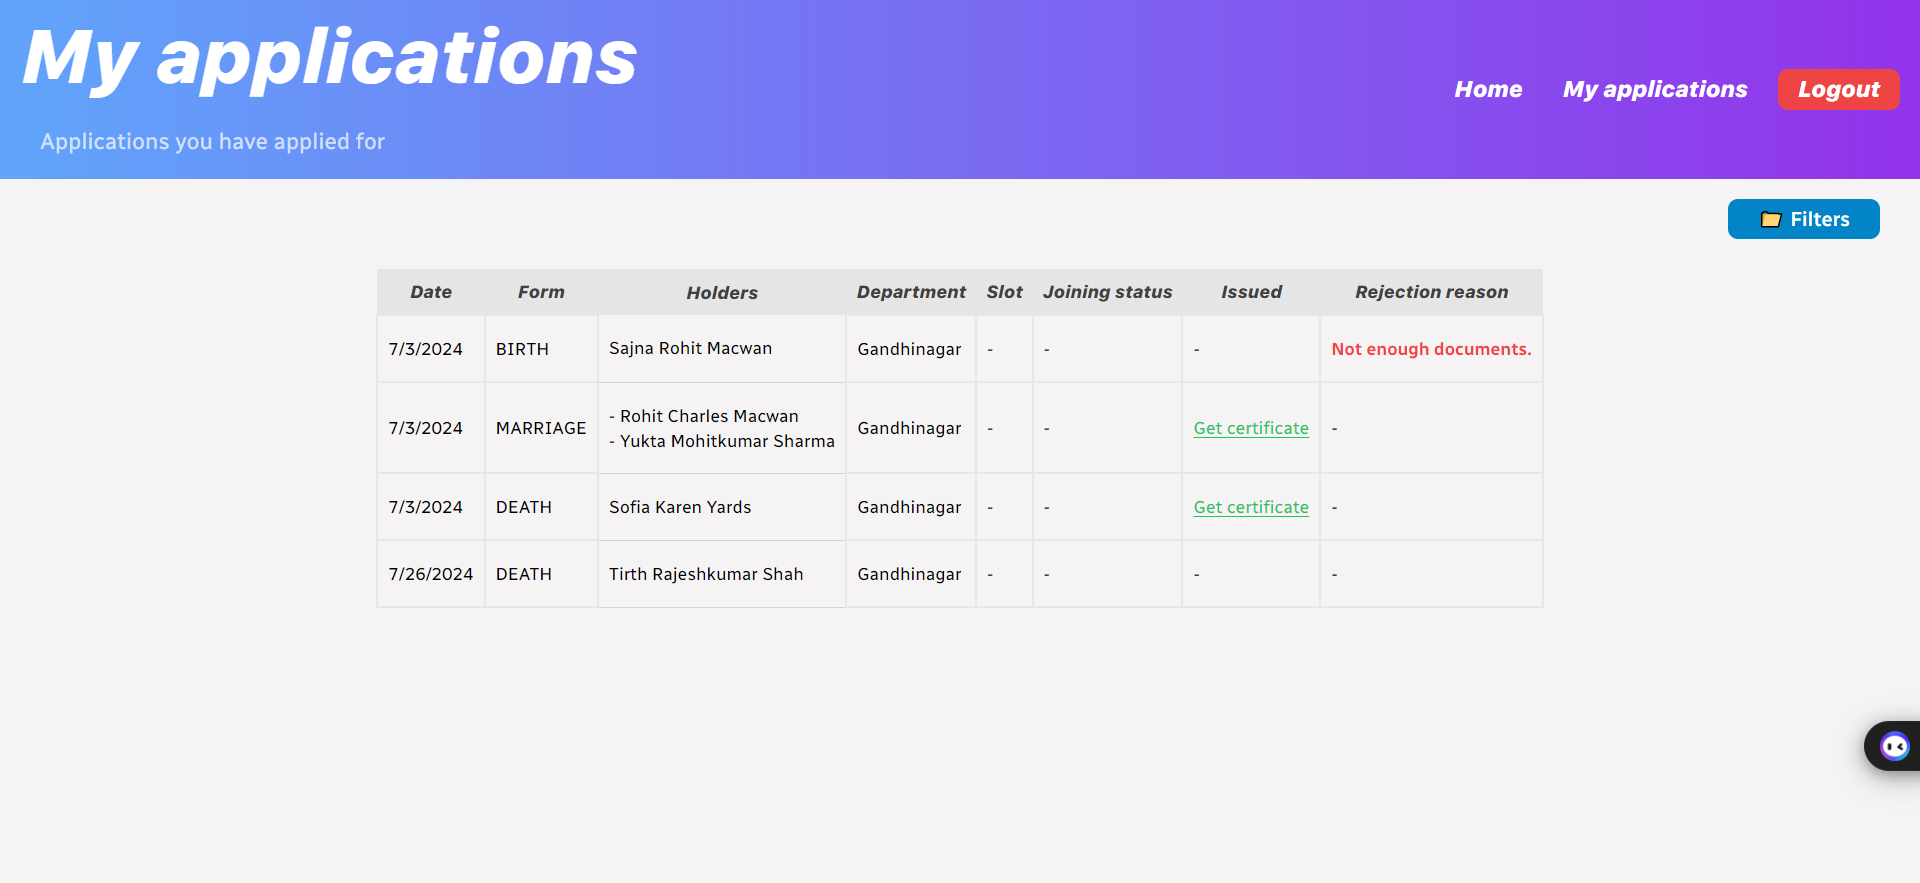 My applications
Applications you have applied for
Home My applications Logout
Filters
Date Form Holders Department Slot Joining status Issued Rejection reason
7/3/2024 BIRTH Sajna Rohit Macwan Gandhinagar - - - Not enough documents.
7/3/2024 MARRIAGE - Rohit Charles Macwan - Yukta Mohitkumar Sharma Gandhinagar - - Get certificate -
7/3/2024 DEATH Sofia Karen Yards Gandhinagar - - Get certificate -
7/26/2024 DEATH Tirth Rajeshkumar Shah Gandhinagar - - - -